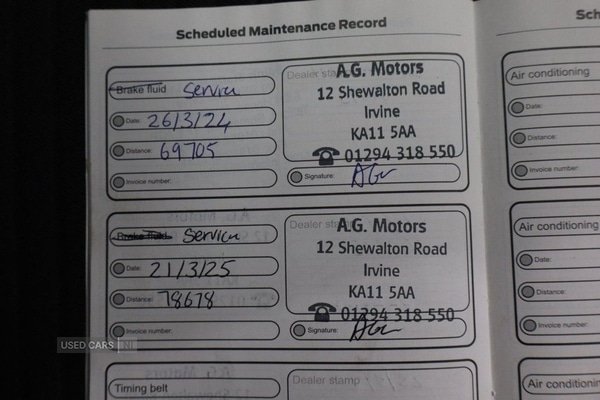 Scheduled Maintenance Record
Sch
Brake fluid Service
Date: 26/3/24
Distance: 69705
Invoice number:
Dealer stamp
A.G. Motors
12 Shewalton Road
Irvine
KA11 5AA
01294 318 550
Signature:
Brake fluid Service
Date: 21/3/25
Distance: 78678
Invoice number:
Dealer stamp
A.G. Motors
12 Shewalton Road
Irvine
KA11 5AA
01294 318 550
Signature:
Timing belt
Dealer stamp
Air conditioning
Date:
Distance:
Invoice number:
Air conditioning
Date:
Distance:
Invoice number:
Air conditioning
USED CARS NI